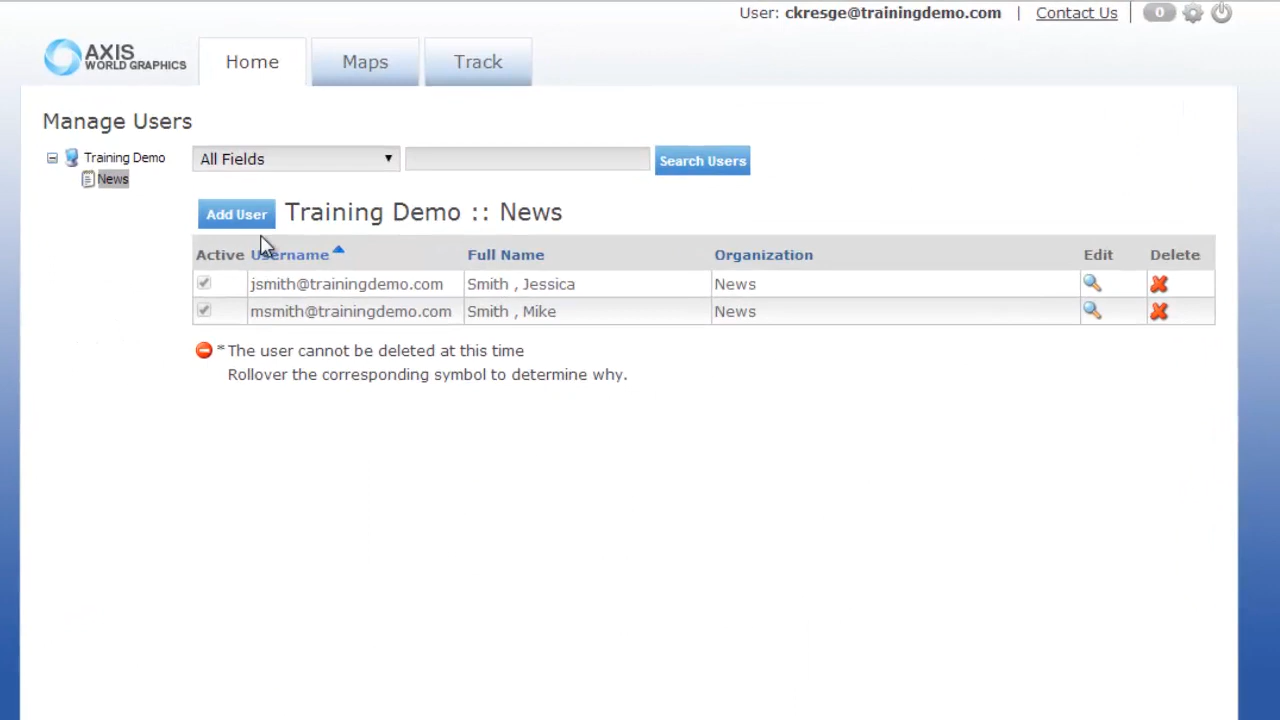 User: ckresge@trainingdemo.com | Contact Us | 0
AXIS
WORLD GRAPHICS
Home Maps Track
Manage Users
Training Demo
News
All Fields
Search Users
Add User Training Demo :: News
Active Username Full Name Organization Edit Delete
jsmith@trainingdemo.com Smith , Jessica News
msmith@trainingdemo.com Smith , Mike News
* The user cannot be deleted at this time
Rollover the corresponding symbol to determine why.